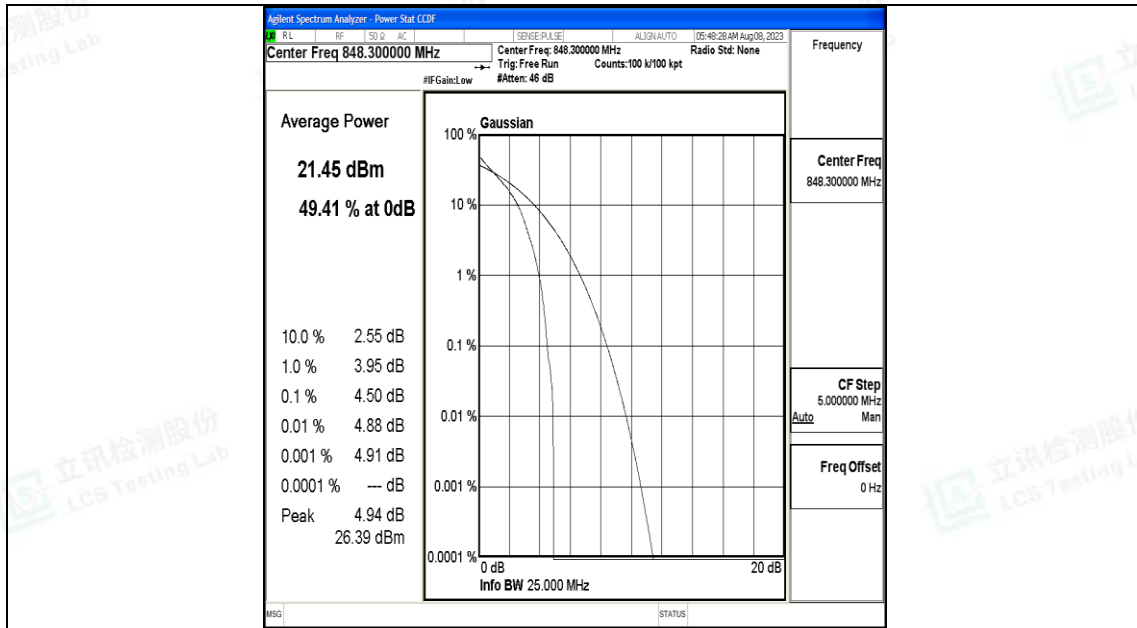 Agilent Spectrum Analyzer - Power Stat CCDF
RL RF 50 Ω AC SENSE:PULSE ALIGN AUTO 05:48:28 AM Aug 08, 2023
Center Freq 848.300000 MHz
Center Freq: 848.300000 MHz Radio Std: None
Trig: Free Run Counts:100 k/100 kpt
#IFGain:Low #Atten: 46 dB
Frequency
Average Power
21.45 dBm
49.41 % at 0dB
10.0 % 2.55 dB
1.0 % 3.95 dB
0.1 % 4.50 dB
0.01 % 4.88 dB
0.001 % 4.91 dB
0.0001 % --- dB
Peak 4.94 dB
26.39 dBm
Gaussian
100 %
10 %
1 %
0.1 %
0.01 %
0.001 %
0.0001 %
0 dB 20 dB
Info BW 25.000 MHz
Center Freq
848.300000 MHz
CF Step
5.000000 MHz
Auto Man
Freq Offset
0 Hz
MSG STATUS
立讯检测股份
LCS Testing Lab
立讯检测股份
LCS Testing L